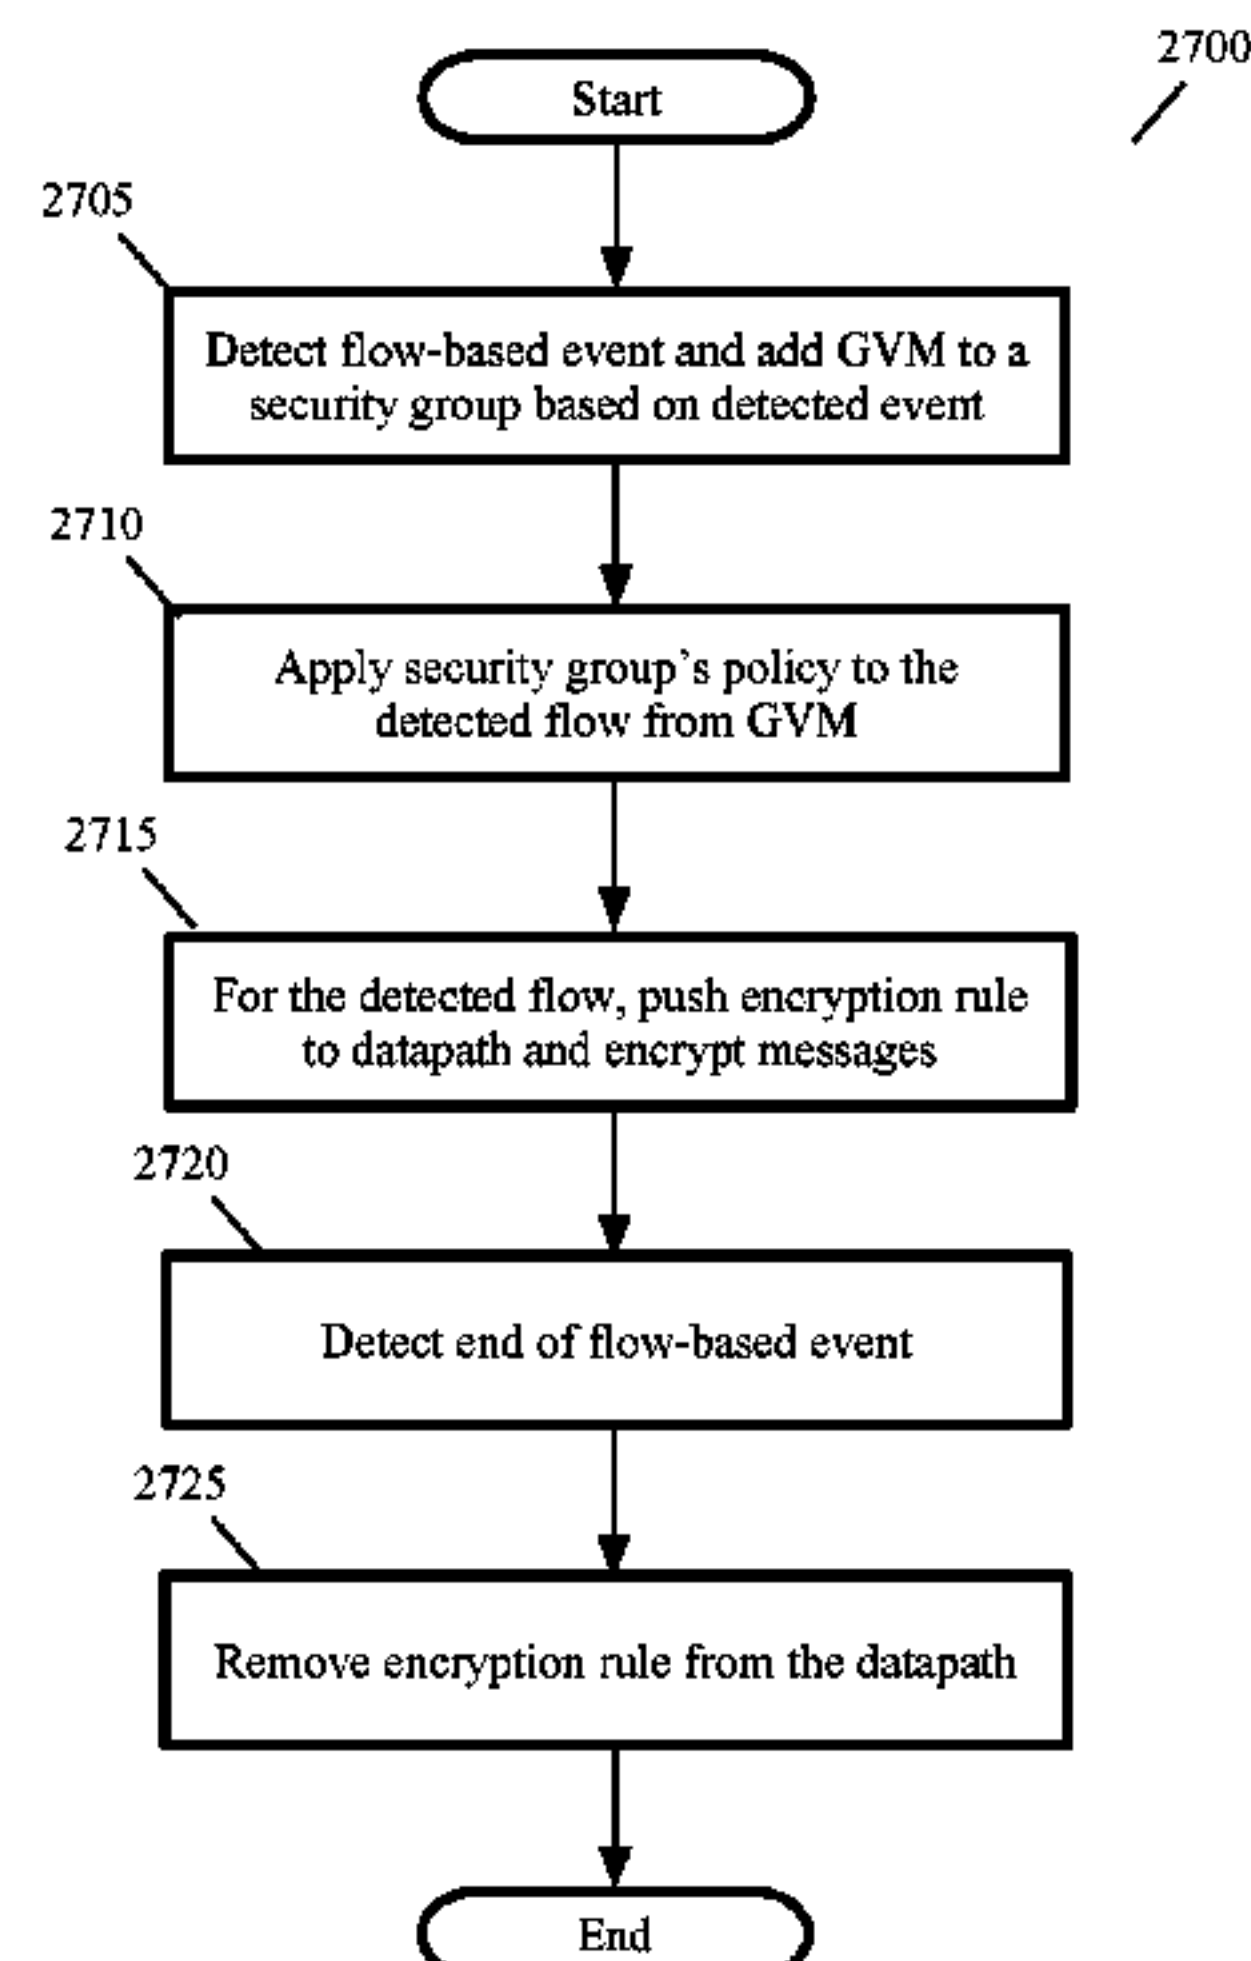 2700
Start
2705
Detect flow-based event and add GVM to a
security group based on detected event
2710
Apply security group's policy to the
detected flow from GVM
2715
For the detected flow, push encryption rule
to datapath and encrypt messages
2720
Detect end of flow-based event
2725
Remove encryption rule from the datapath
End